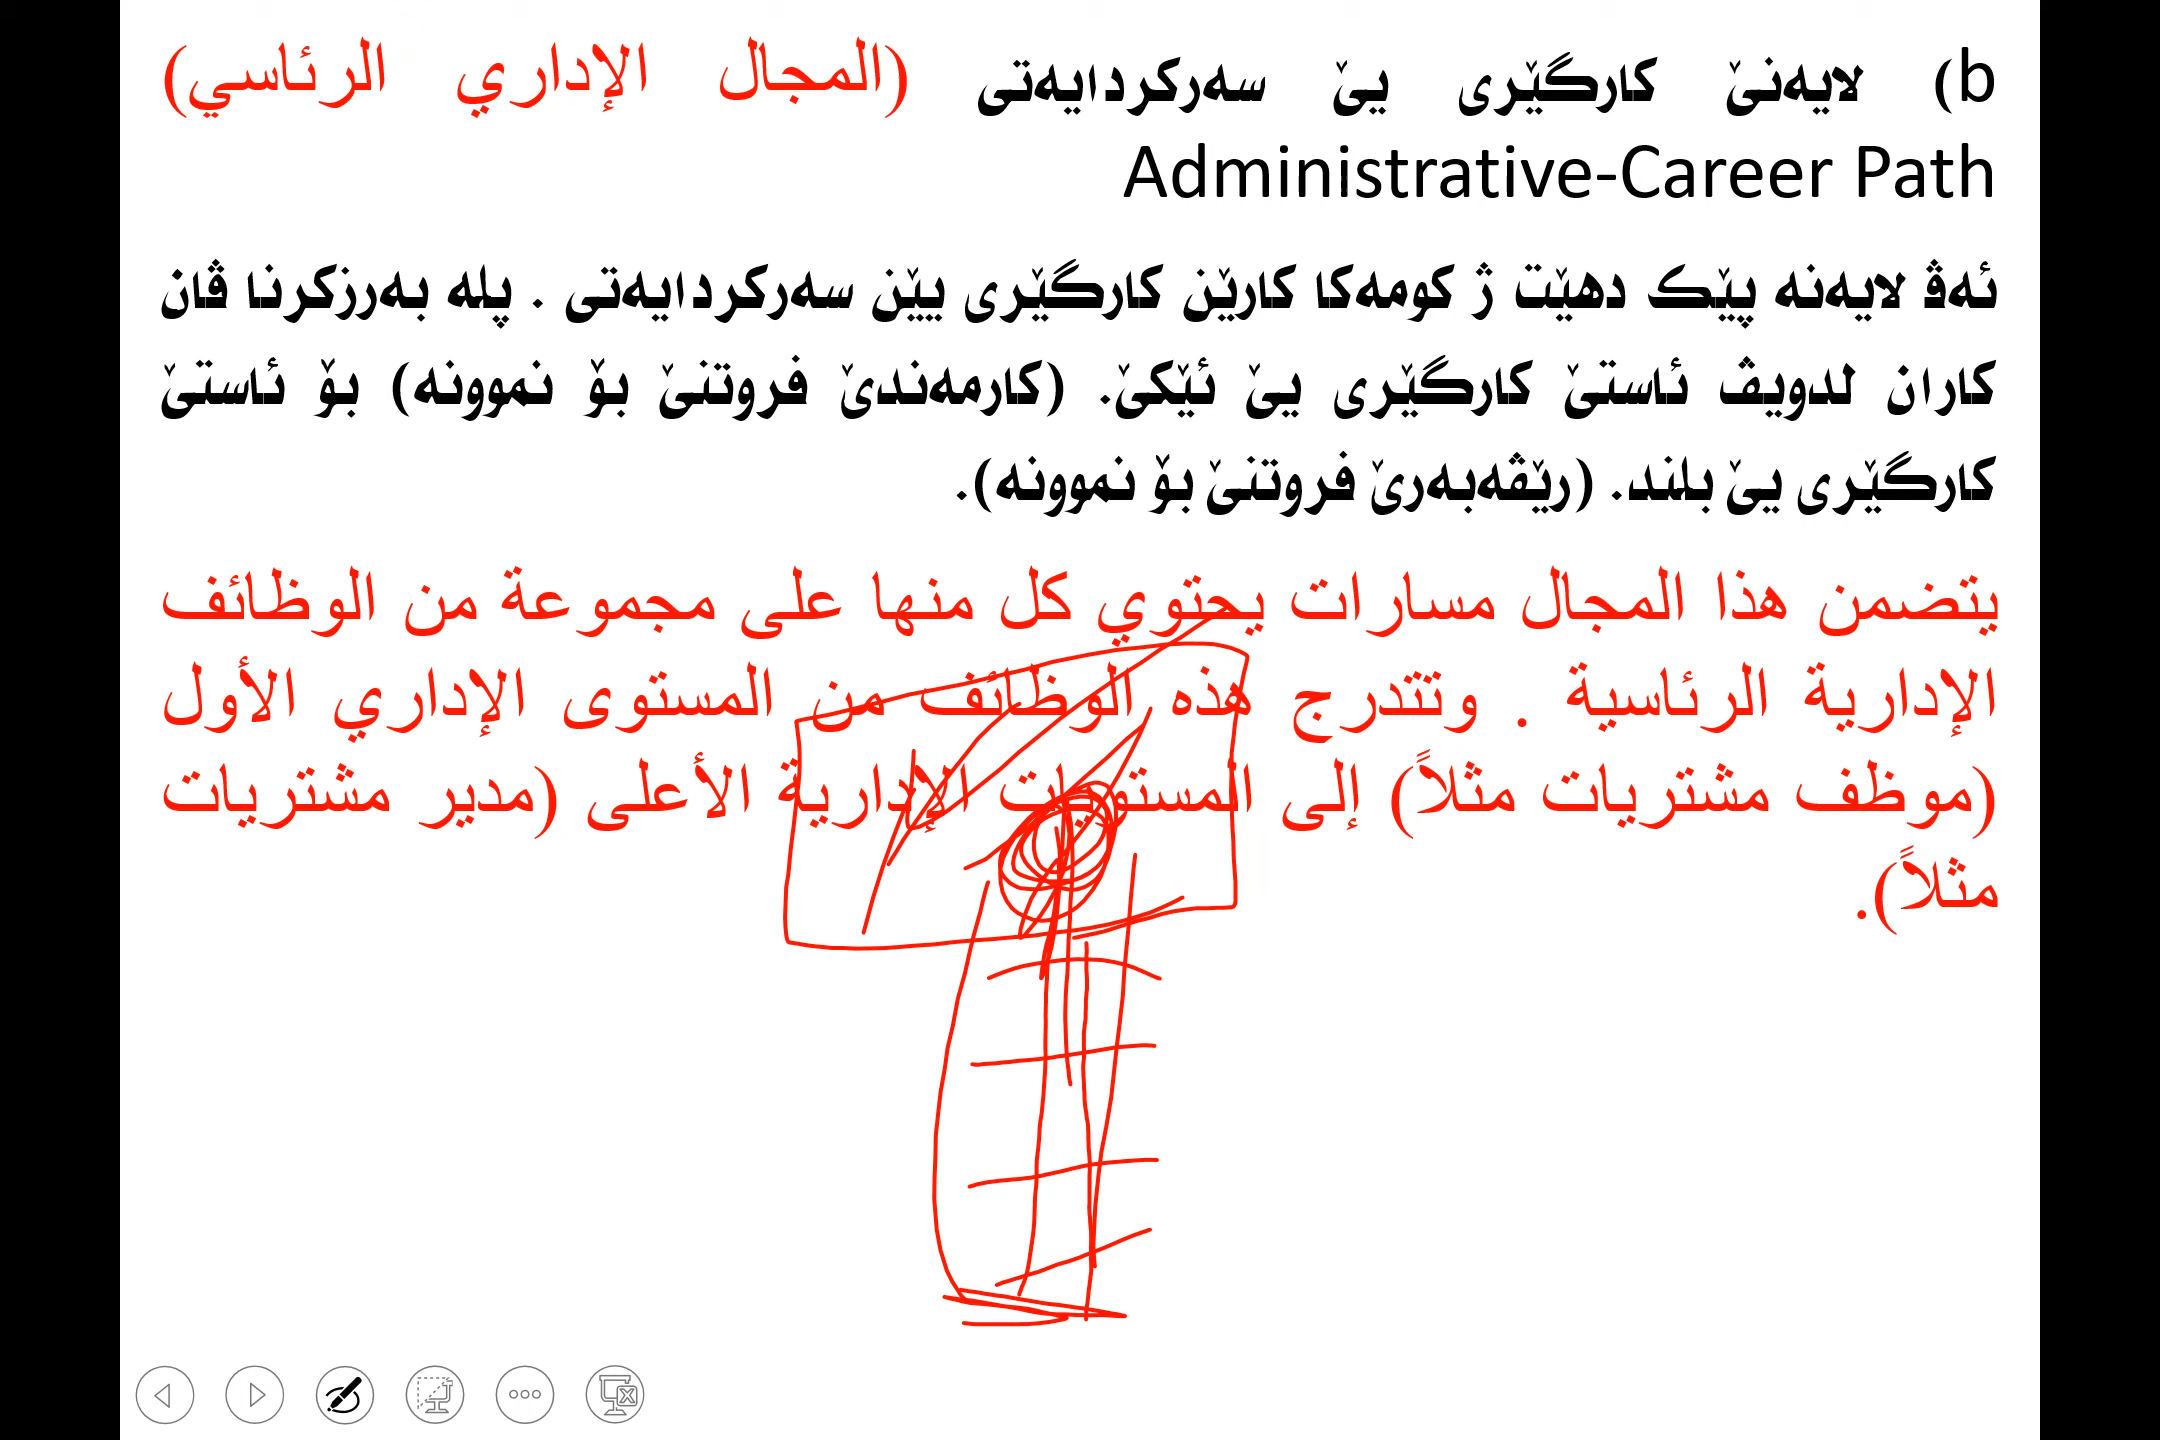 b) لایەنێ کارگێری یێ سەرکردایەتی (المجال الإداري الرئاسي)
Administrative-Career Path
ئەڤ لایەنە پێک دهێت ژ کومەکا کارێن کارگێری یێن سەرکردایەتی . پلە بەرزکرنا ڤان
کاران لدویڤ ئاستێ کارگێری یێ ئێکێ. (کارمەندێ فروتنێ بۆ نموونە) بۆ ئاستێ
کارگێری یێ بلند. (رێڤەبەرێ فروتنێ بۆ نموونە).
يتضمن هذا المجال مسارات يحتوي كل منها على مجموعة من الوظائف
الإدارية الرئاسية . وتتدرج هذه الوظائف من المستوى الإداري الأول
(موظف مشتريات مثلاً) إلى المستويات الإدارية الأعلى (مدير مشتريات
مثلاً).